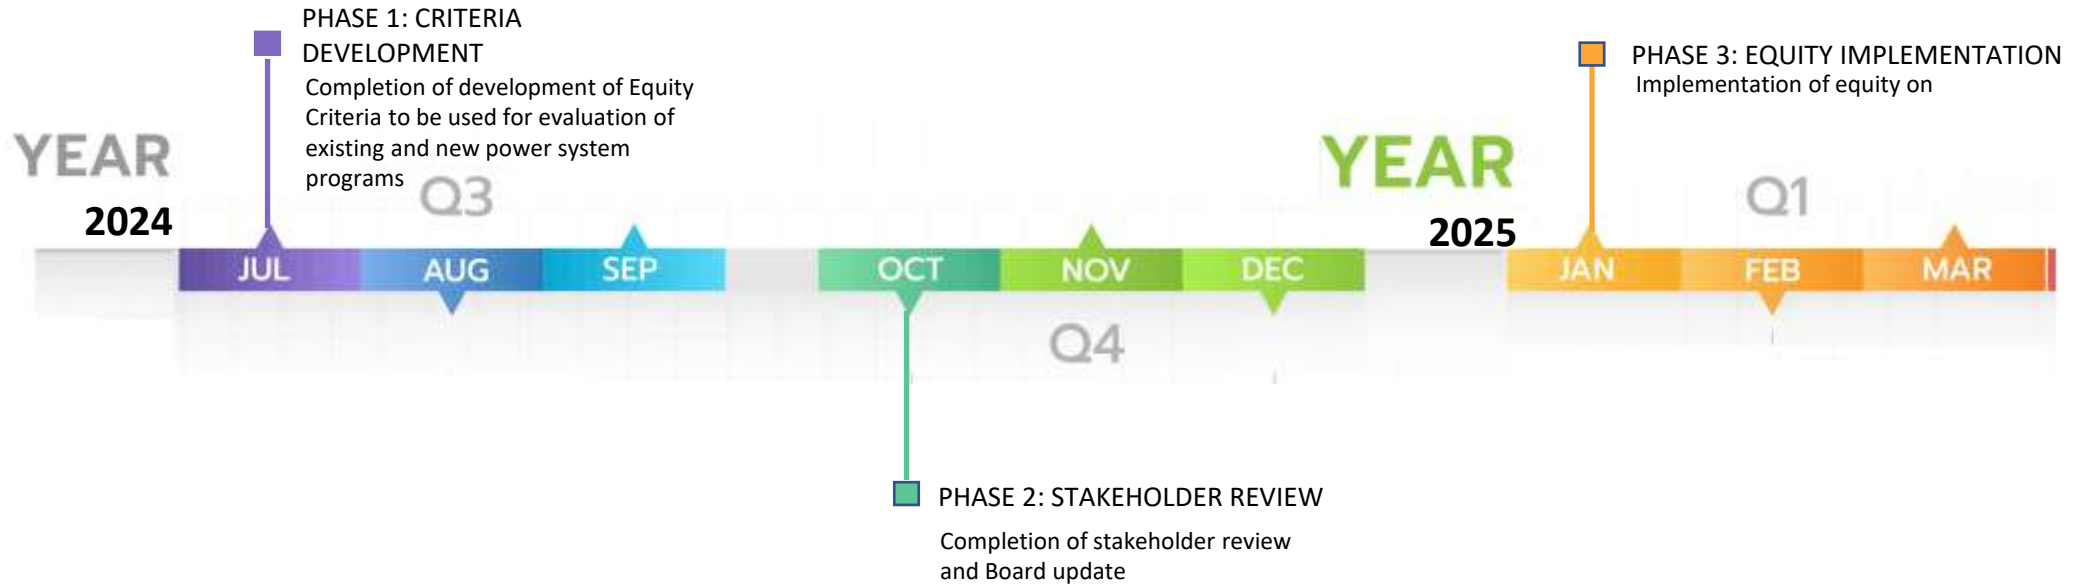 PHASE 1: CRITERIA
DEVELOPMENT
Completion of development of Equity
Criteria to be used for evaluation of
existing and new power system
programs
PHASE 3: EQUITY IMPLEMENTATION
Implementation of equity on
YEAR
2024
Q3
YEAR
2025
Q1
JUL
AUG
SEP
OCT
NOV
DEC
JAN
FEB
MAR
Q4
PHASE 2: STAKEHOLDER REVIEW
Completion of stakeholder review
and Board update